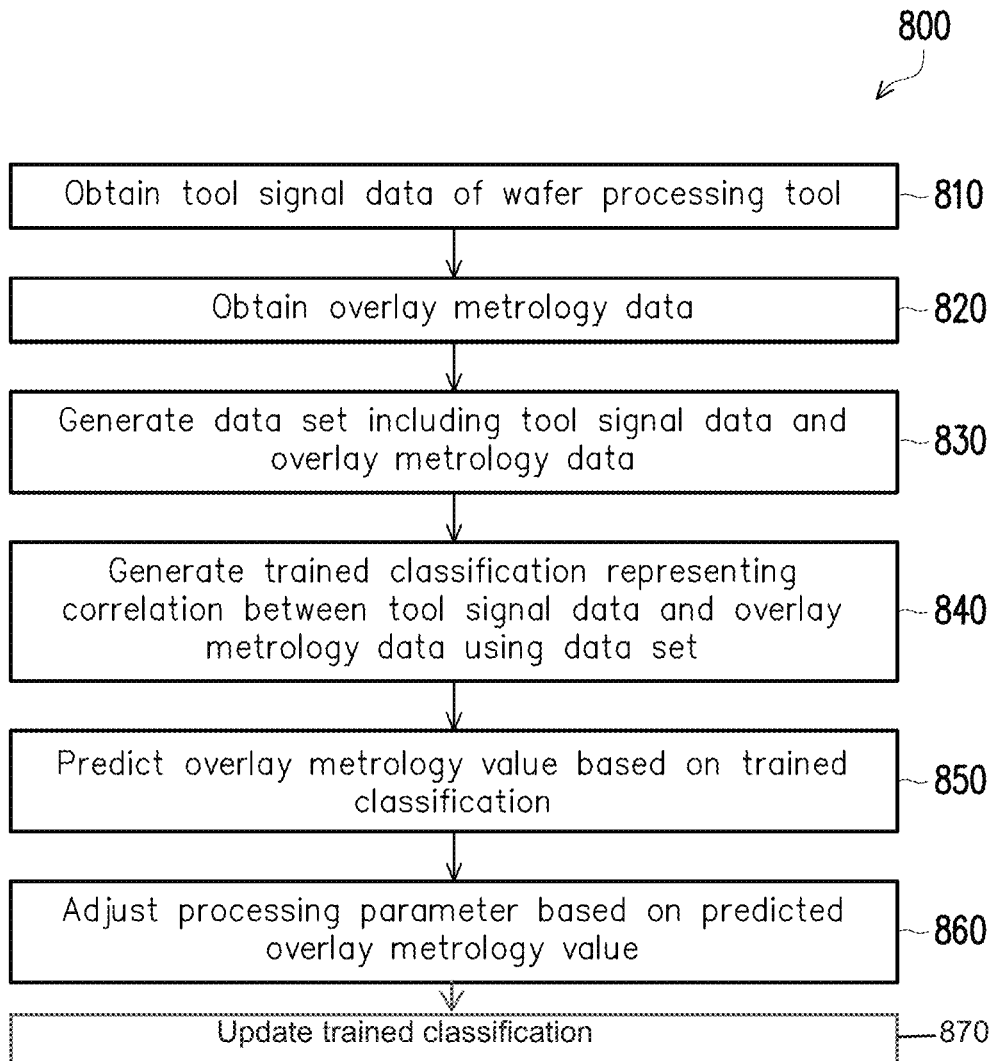 800
Obtain tool signal data of wafer processing tool
810
Obtain overlay metrology data
820
Generate data set including tool signal data and
overlay metrology data
830
Generate trained classification representing
correlation between tool signal data and overlay
metrology data using data set
840
Predict overlay metrology value based on trained
classification
850
Adjust processing parameter based on predicted
overlay metrology value
860
Update trained classification
870